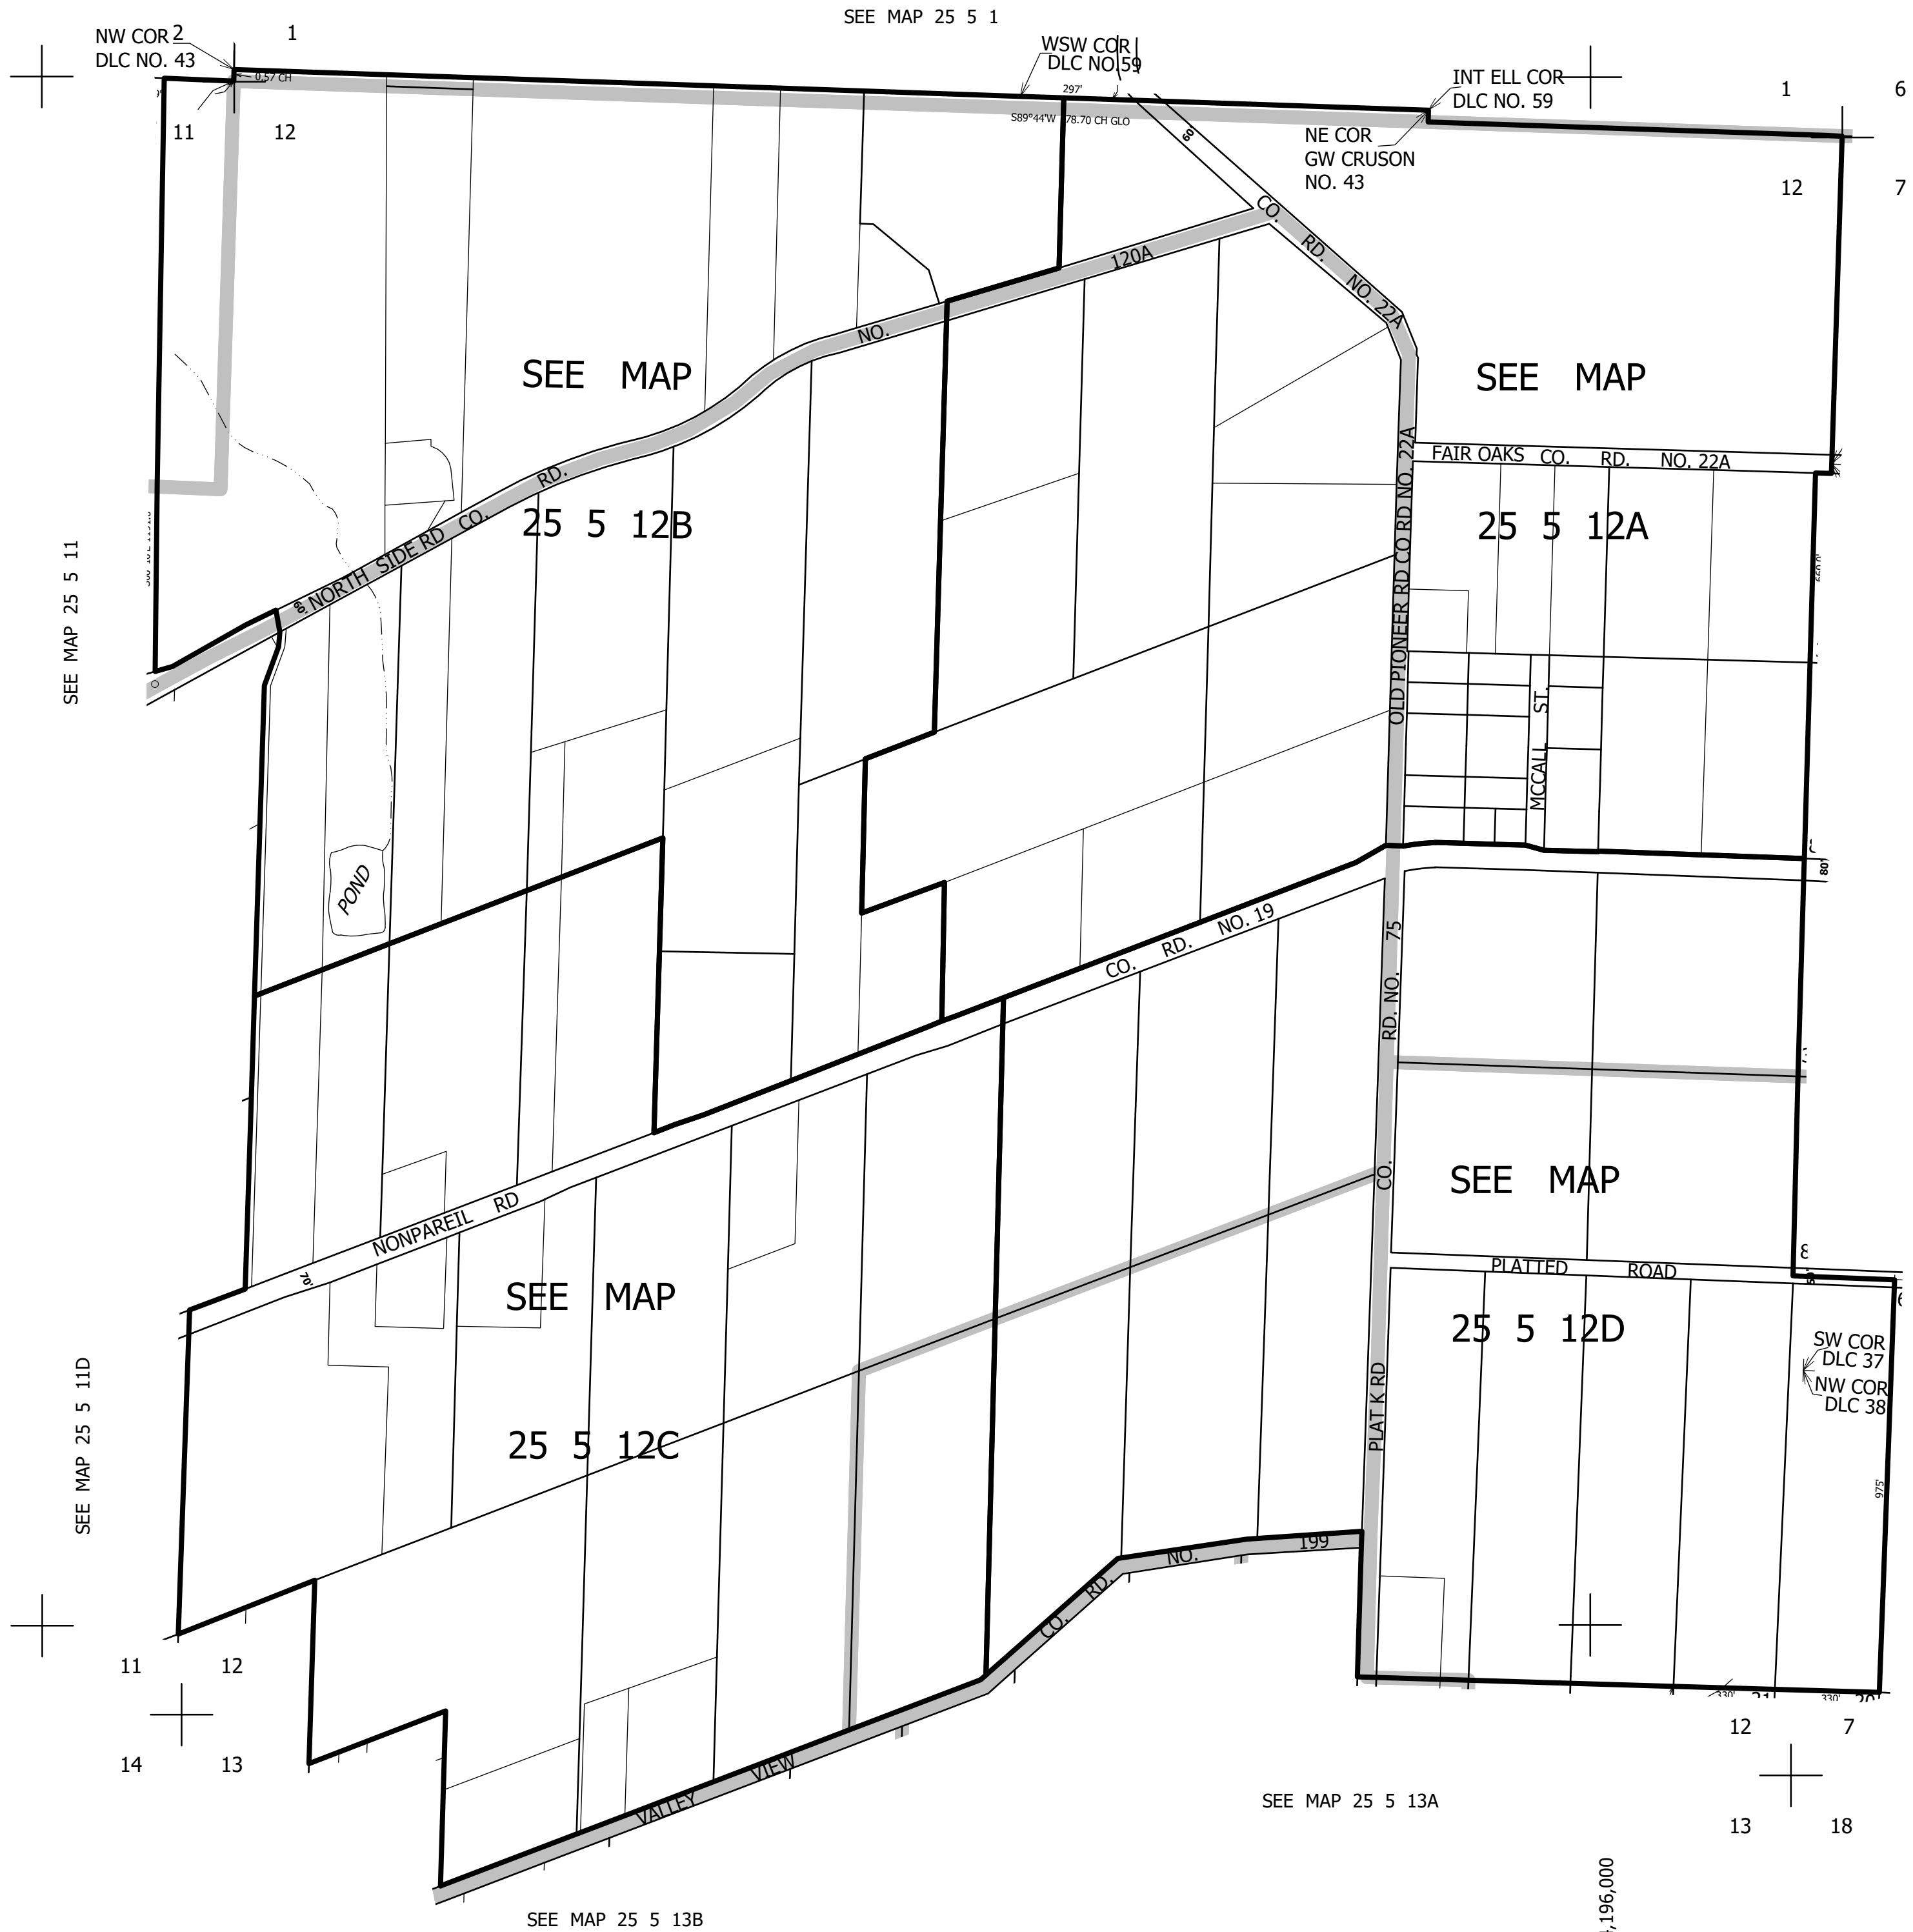 SEE MAP 25 5 1
NW COR
DLC NO. 43
2
1
0.57 CH
11
12
WSW COR
DLC NO.59
297'
S89°44'W 78.70 CH GLO
60'
INT ELL COR
DLC NO. 59
NE COR
GW CRUSON
NO. 43
1
6
12
7
CO. RD. NO. 22A
120A
NO.
RD.
NORTH SIDE RD CO.
60'
SEE MAP
25 5 12B
SEE MAP
25 5 12A
FAIR OAKS CO. RD. NO. 22A
OLD PIONEER RD CO RD NO. 22A
MCCALL ST.
SEE MAP 25 5 11
POND
80'
CO. RD. NO. 19
NONPAREIL RD
70'
CO. RD. NO. 75
SEE MAP
25 5 12C
SEE MAP
25 5 12D
PLATTED ROAD
SW COR
DLC 37
NW COR
DLC 38
975'
PLAT K RD
SEE MAP 25 5 11D
CO. RD. NO. 199
VALLEY VIEW
330'
330'
11
12
14
13
12
7
13
18
SEE MAP 25 5 13A
SEE MAP 25 5 13B
,196,000